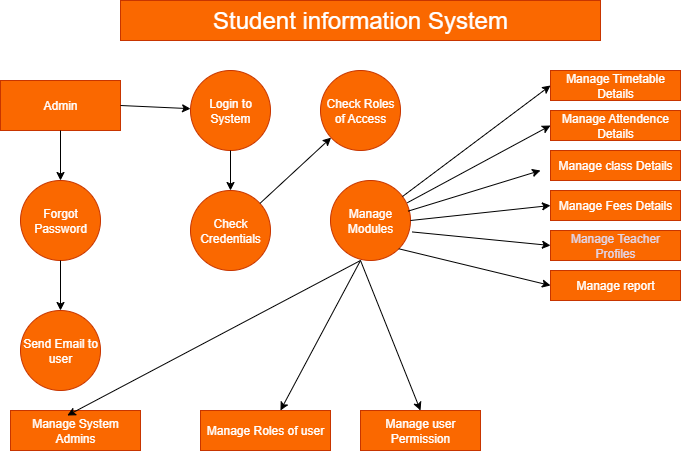 Student information System
Admin
Login to
System
Check Roles
of Access
Manage Timetable
Details
Manage Attendence
Details
Manage class Details
Forgot
Password
Check
Credentials
Manage
Modules
Manage Fees Details
Manage Teacher
Profiles
Manage report
Send Email to
user
Manage System
Admins
Manage Roles of user
Manage user
Permission